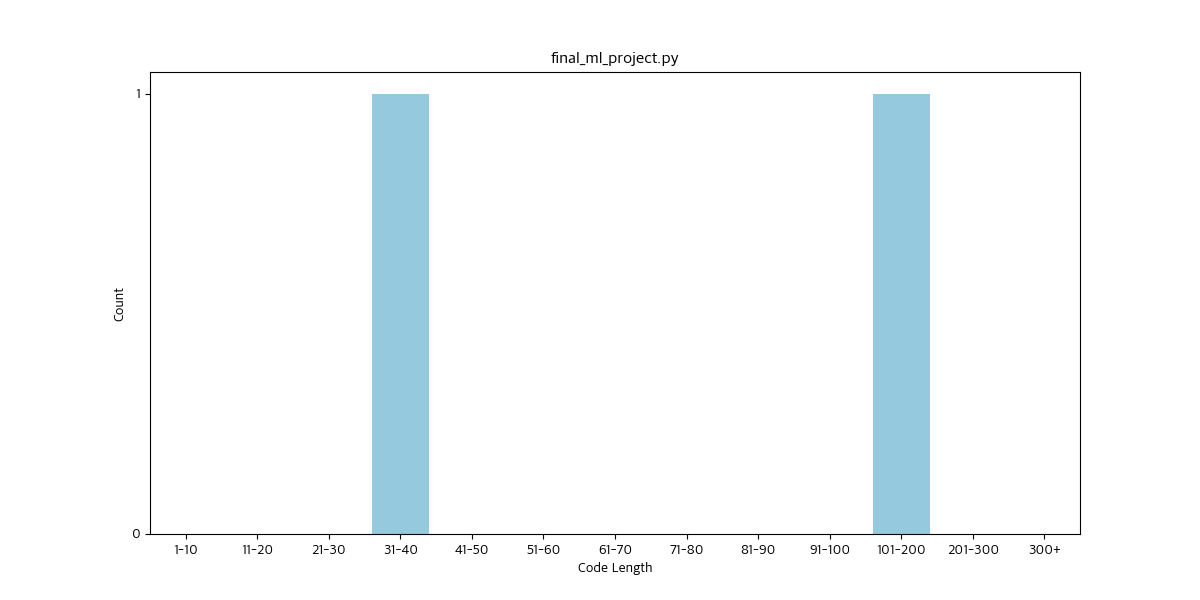 final_ml_project.py
1
Count
0
1-10 11-20 21-30 31-40 41-50 51-60 61-70 71-80 81-90 91-100 101-200 201-300 300+
Code Length